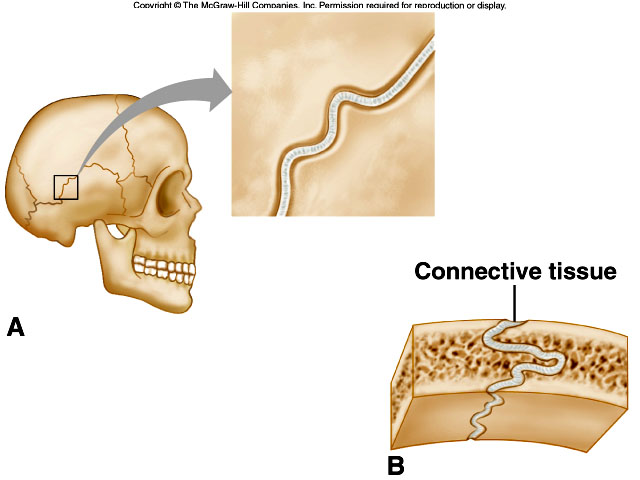 Copyright © The McGraw-Hill Companies, Inc. Permission required for reproduction or display.
A
Connective tissue
B